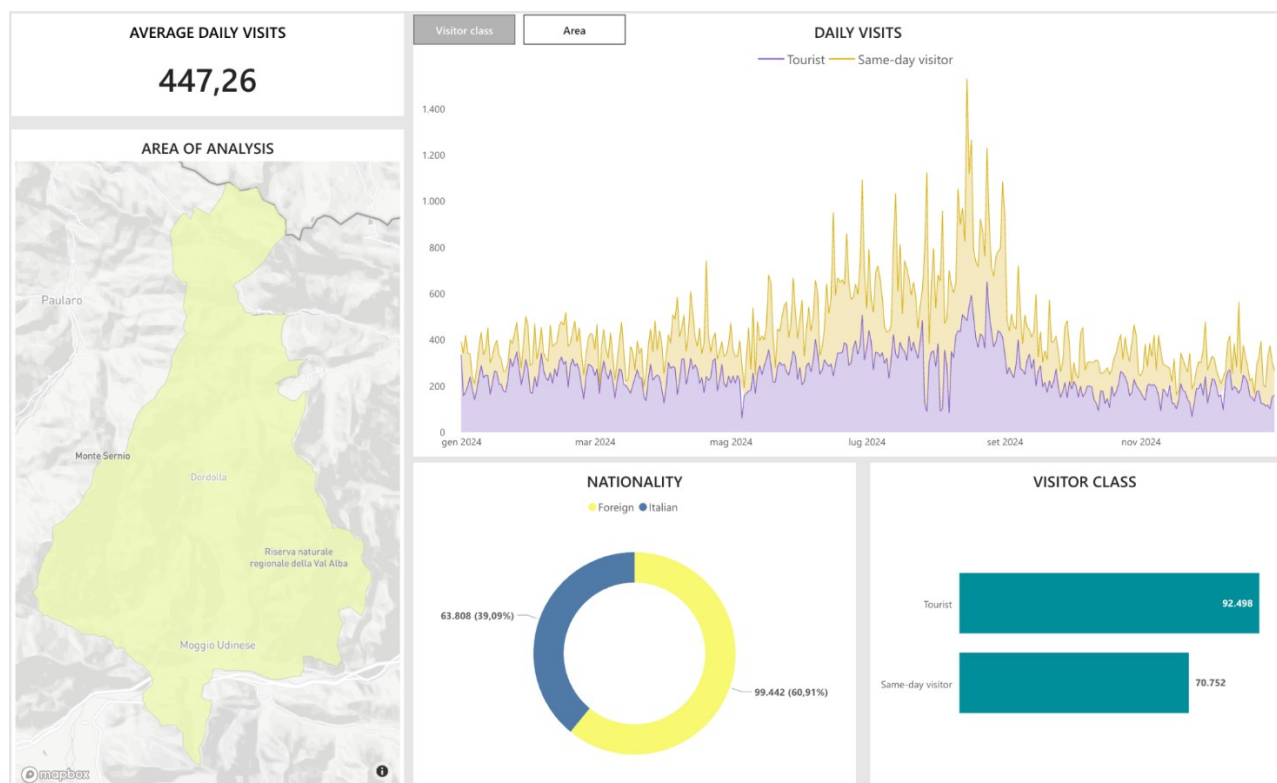 AVERAGE DAILY VISITS
447,26
AREA OF ANALYSIS
Paularo
Monte Sernio
Dordolla
Riserva naturale
regionale della Val Alba
Moggio Udinese
mapbox
Visitor class
Area
DAILY VISITS
Tourist
Same-day visitor
1.400
1.200
1.000
800
600
400
200
0
gen 2024
mar 2024
mag 2024
lug 2024
set 2024
nov 2024
NATIONALITY
Foreign
Italian
63.808 (39,09%)
99.442 (60,91%)
VISITOR CLASS
Tourist
92.498
Same-day visitor
70.752